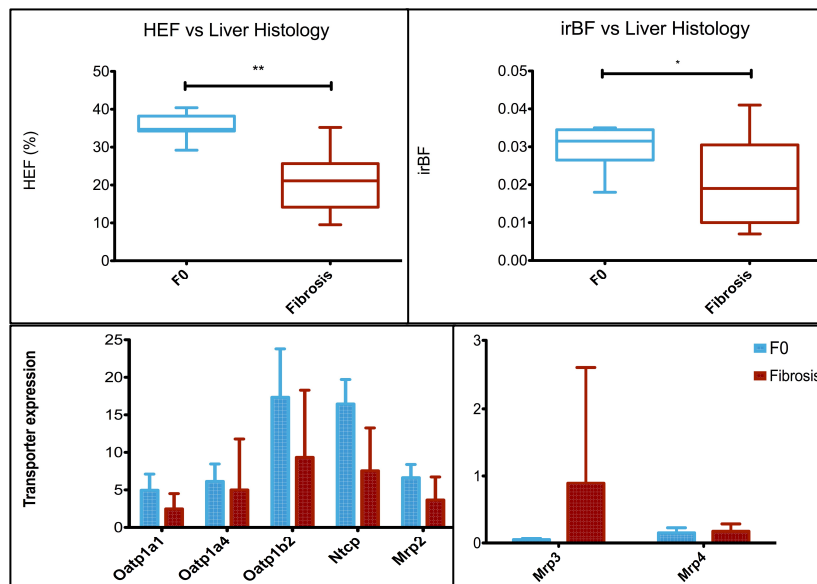 HEF vs Liver Histology
**
HEF (%)
50
40
30
20
10
0
F0
Fibrosis
irBF vs Liver Histology
*
irBF
0.05
0.04
0.03
0.02
0.01
0.00
F0
Fibrosis
Transporter expression
25
20
15
10
5
0
Oatp1a1
Oatp1a4
Oatp1b2
Ntcp
Mrp2
3
2
1
0
F0
Fibrosis
Mrp3
Mrp4